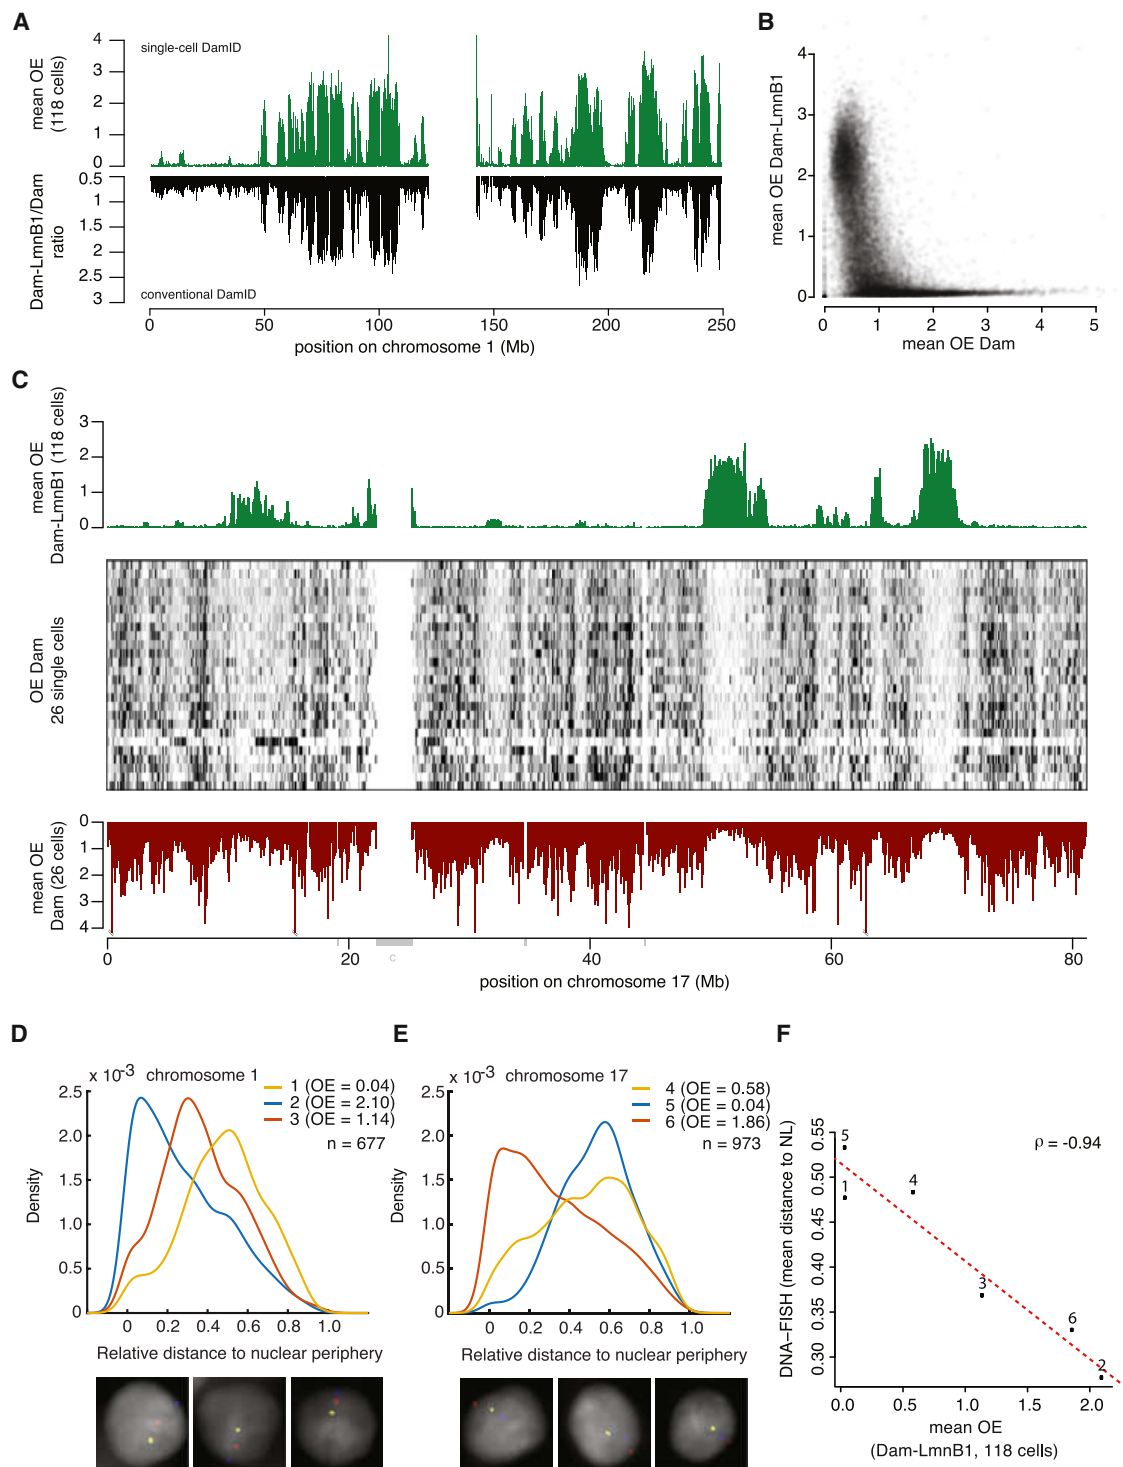 A
single-cell DamID
mean OE
(118 cells)
4
3
2
1
0
0.5
1
1.5
2
2.5
3
Dam-LmnB1/Dam
ratio
conventional DamID
0 50 100 150 200 250
position on chromosome 1 (Mb)
B
mean OE Dam-LmnB1
4
3
2
1
0
0 1 2 3 4 5
mean OE Dam
C
mean OE
Dam-LmnB1 (118 cells)
3
2
1
0
OE Dam
26 single cells
mean OE
Dam (26 cells)
0
1
2
3
4
c
0 20 40 60 80
position on chromosome 17 (Mb)
D
x 10-3 chromosome 1
1 (OE = 0.04)
2 (OE = 2.10)
3 (OE = 1.14)
n = 677
Density
2.5
2.0
1.5
1.0
0.5
0
0 0.2 0.4 0.6 0.8 1.0
Relative distance to nuclear periphery
E
x 10-3 chromosome 17
4 (OE = 0.58)
5 (OE = 0.04)
6 (OE = 1.86)
n = 973
Density
2.5
2.0
1.5
1.0
0.5
0
0 0.2 0.4 0.6 0.8 1.0
Relative distance to nuclear periphery
F
ρ = -0.94
DNA–FISH (mean distance to NL)
0.55
0.50
0.45
0.40
0.35
0.30
5
1
4
3
6
2
0.0 0.5 1.0 1.5 2.0
mean OE
(Dam-LmnB1, 118 cells)